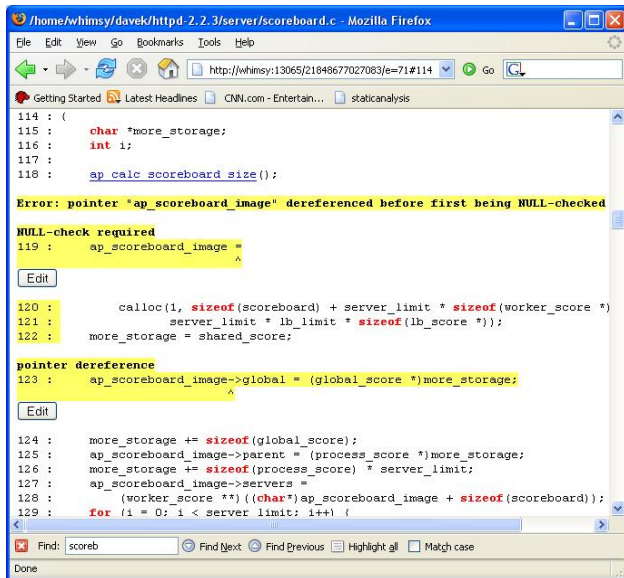 /home/whimsy/davek/httpd-2.2.3/server/scoreboard.c - Mozilla Firefox
File Edit View Go Bookmarks Tools Help
http://whimsy:13065/21848677027083/e=71#114 Go G
Getting Started Latest Headlines CNN.com - Entertain... staticanalysis
114 : {
115 :     char *more_storage;
116 :     int i;
117 :
118 :     ap_calc_scoreboard_size();
Error: pointer "ap_scoreboard_image" dereferenced before first being NULL-checked
NULL-check required
119 :     ap_scoreboard_image =
^
Edit
120 :         calloc(1, sizeof(scoreboard) + server_limit * sizeof(worker_score *)
121 :                server_limit * lb_limit * sizeof(lb_score *));
122 :     more_storage = shared_score;
pointer dereference
123 :     ap_scoreboard_image->global = (global_score *)more_storage;
^
Edit
124 :     more_storage += sizeof(global_score);
125 :     ap_scoreboard_image->parent = (process_score *)more_storage;
126 :     more_storage += sizeof(process_score) * server_limit;
127 :     ap_scoreboard_image->servers =
128 :         (worker_score **)((char*)ap_scoreboard_image + sizeof(scoreboard));
129 :     for (i = 0; i < server_limit; i++) {
Find: scoreb Find Next Find Previous Highlight all Match case
Done